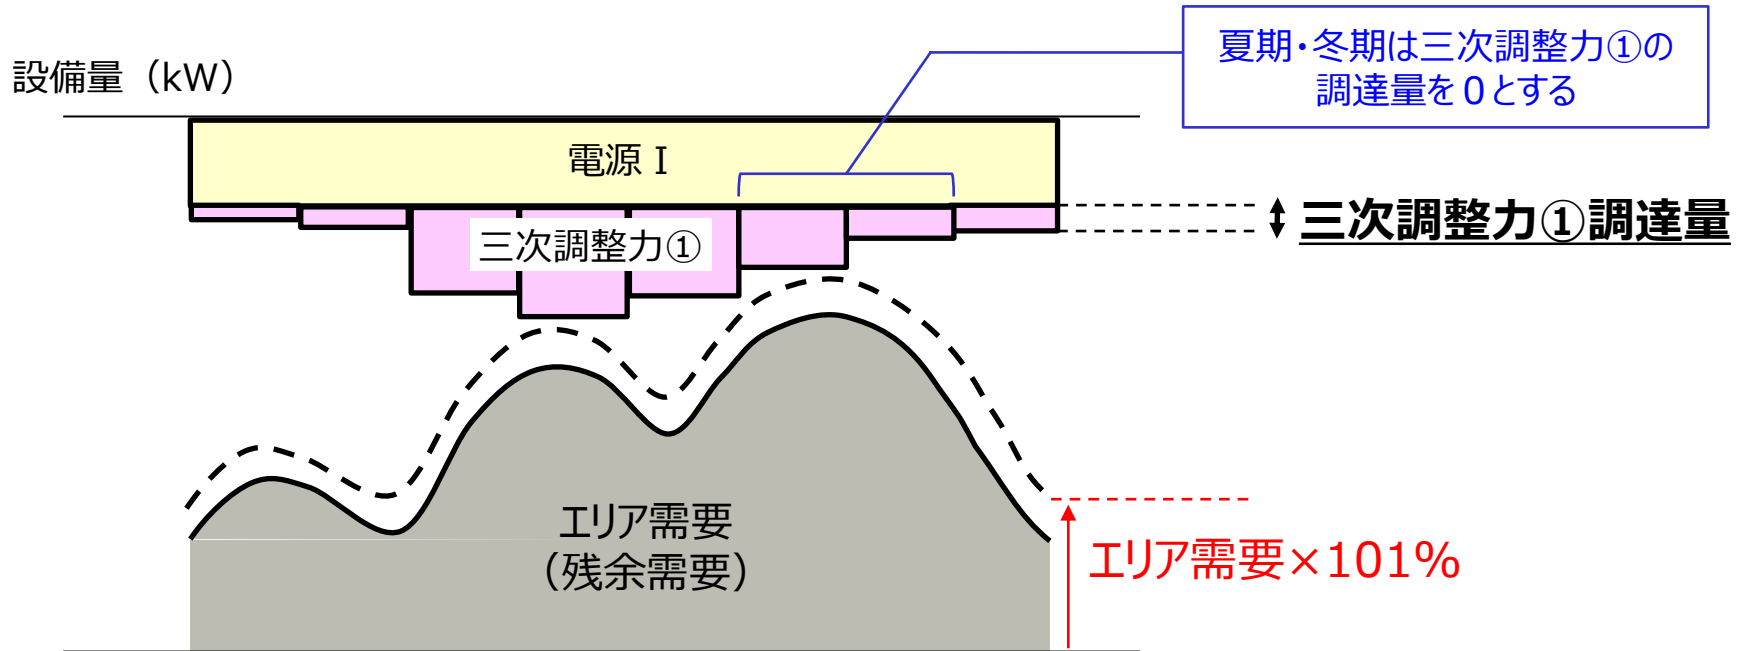 夏期・冬期は三次調整力①の
調達量を０とする
設備量（kW）
電源Ⅰ
三次調整力①
三次調整力①調達量
エリア需要
（残余需要）
エリア需要×101%